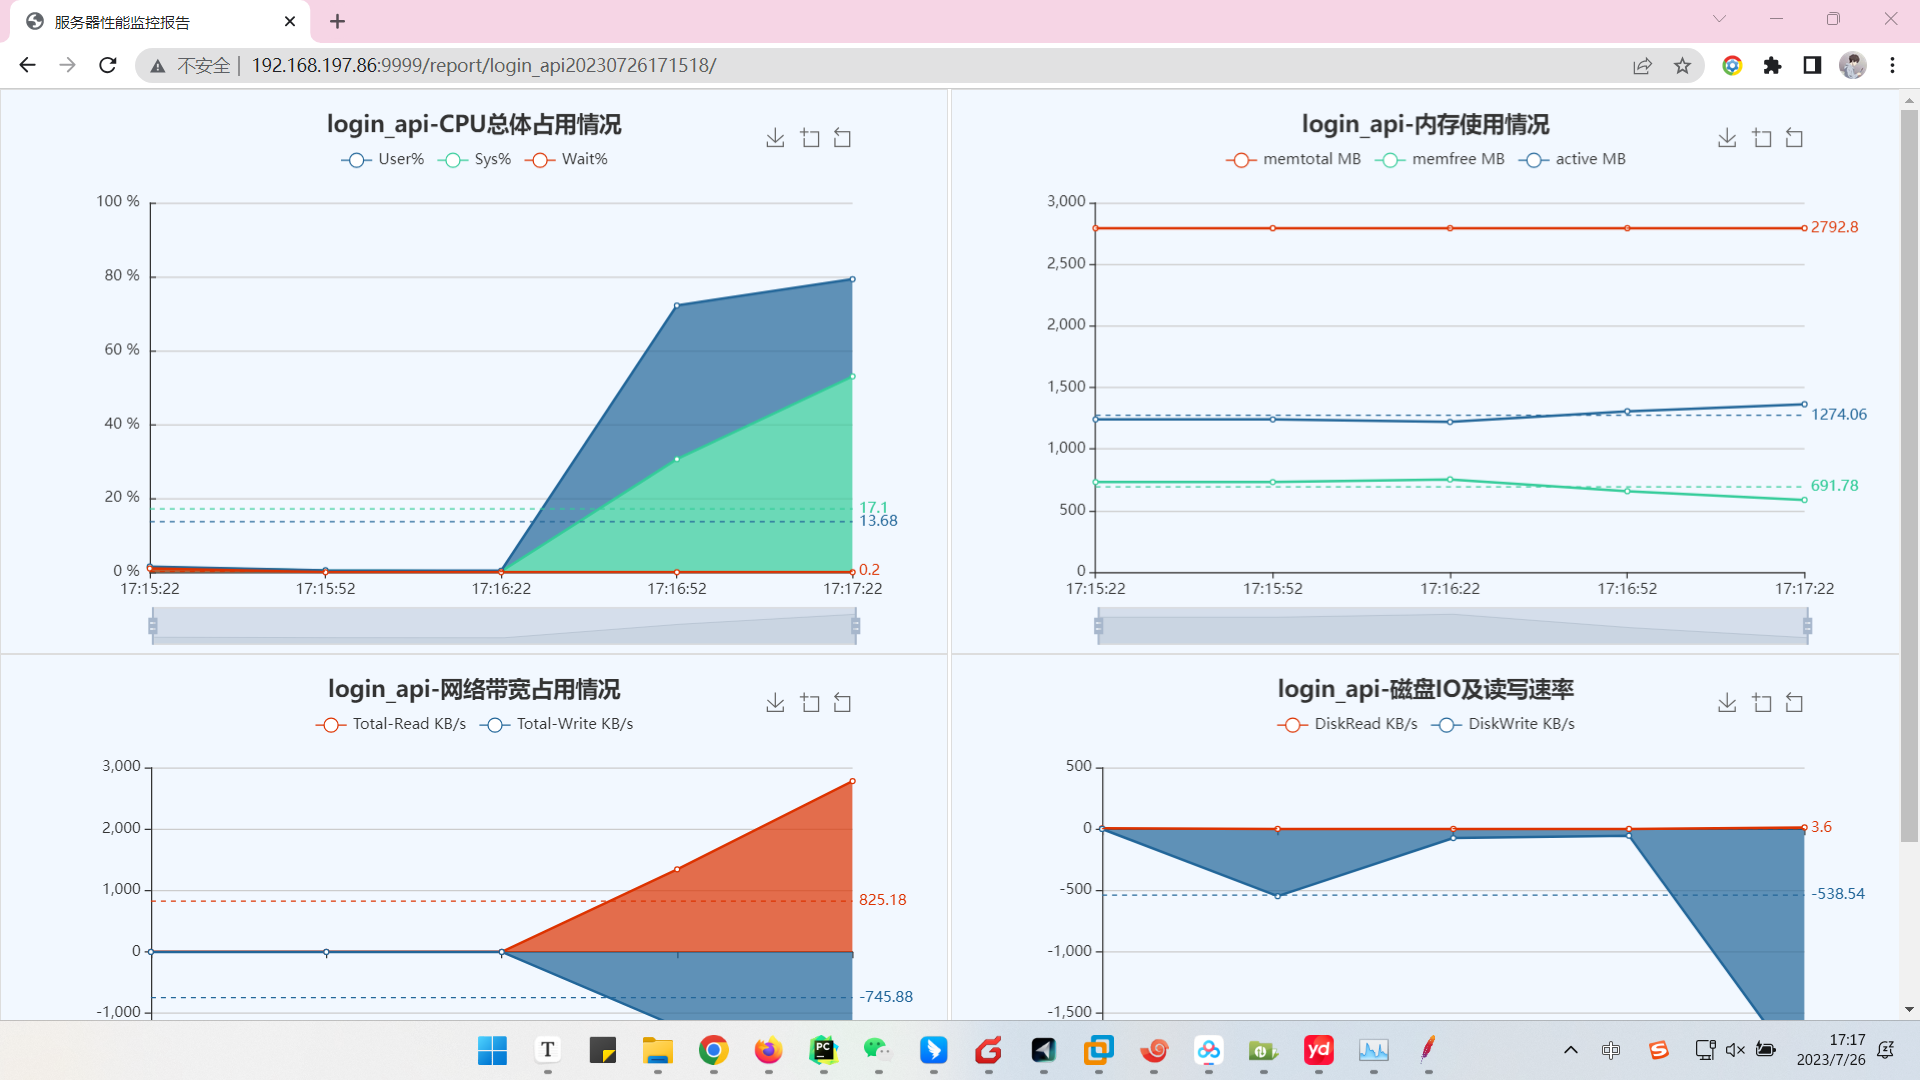 服务器性能监控报告
不安全 192.168.197.86:9999/report/login_api20230726171518/
login_api-CPU总体占用情况
User% Sys% Wait%
100 %
80 %
60 %
40 %
20 %
0 %
17.1
13.68
0.2
17:15:22 17:15:52 17:16:22 17:16:52 17:17:22
login_api-内存使用情况
memtotal MB memfree MB active MB
3,000
2,500
2,000
1,500
1,000
500
0
2792.8
1274.06
691.78
17:15:22 17:15:52 17:16:22 17:16:52 17:17:22
login_api-网络带宽占用情况
Total-Read KB/s Total-Write KB/s
3,000
2,000
1,000
0
-1,000
825.18
-745.88
login_api-磁盘IO及读写速率
DiskRead KB/s DiskWrite KB/s
500
0
-500
-1,000
-1,500
3.6
-538.54
T
PC
yd
中
17:17
2023/7/26